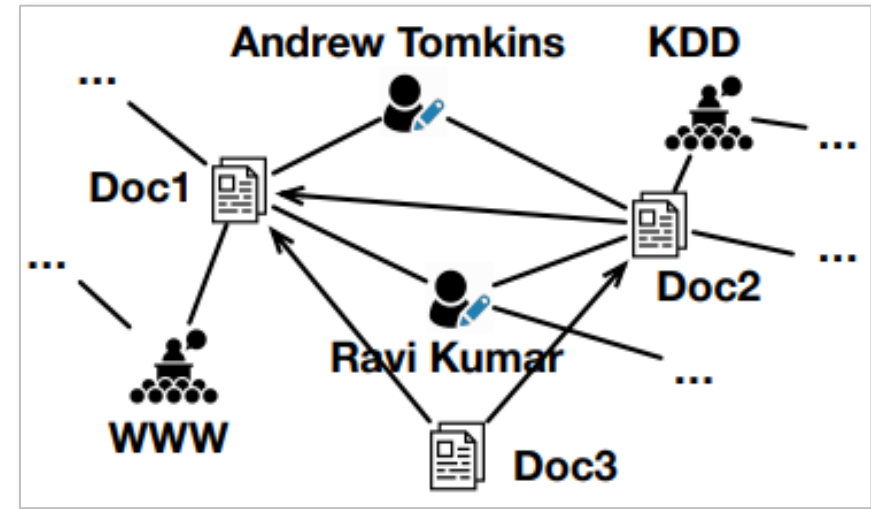 Andrew Tomkins
KDD
...
...
Doc1
...
...
Doc2
Ravi Kumar
...
WWW
Doc3